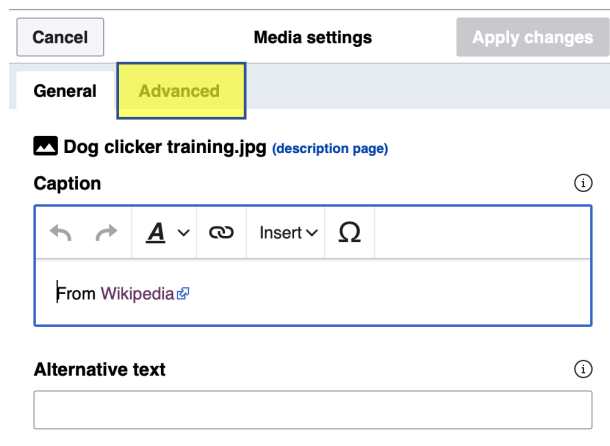 Cancel Media settings Apply changes
General Advanced
Dog clicker training.jpg (description page)
Caption
A Insert Ω
From Wikipedia
Alternative text